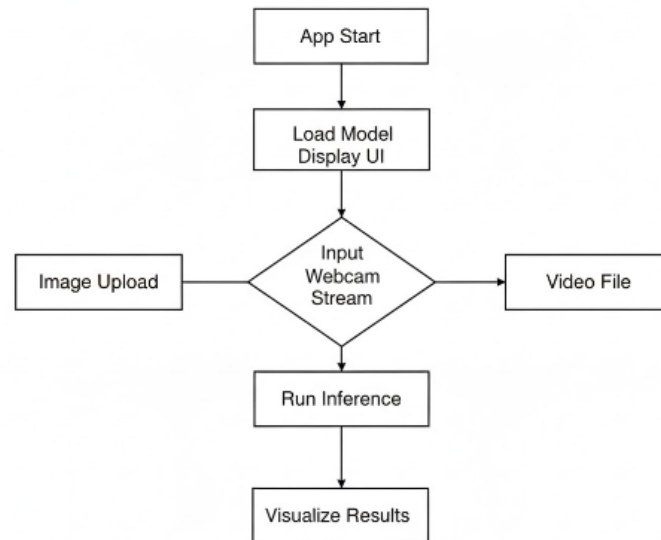 App Start
Load Model
Display UI
Input
Webcam
Stream
Image Upload
Video File
Run Inference
Visualize Results